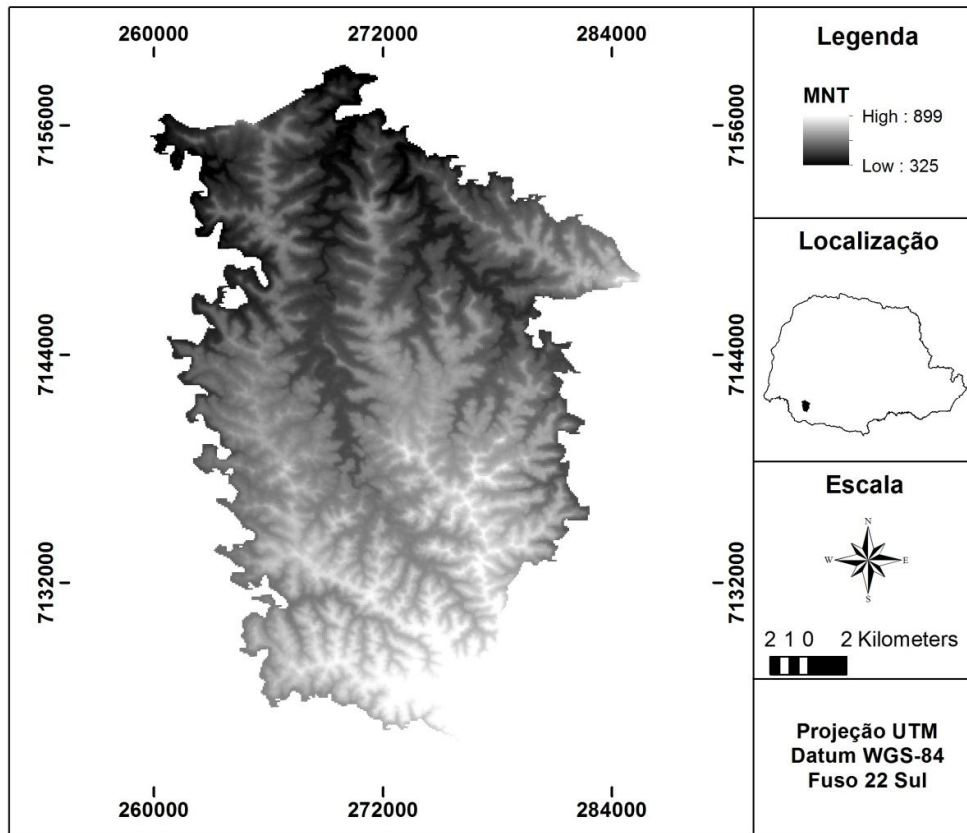 260000
272000
284000
7156000
7144000
7132000
7156000
7144000
7132000
260000
272000
284000
Legenda
MNT
High : 899
Low : 325
Localização
Escala
N
W
E
S
2 1 0 2 Kilometers
Projeção UTM
Datum WGS-84
Fuso 22 Sul